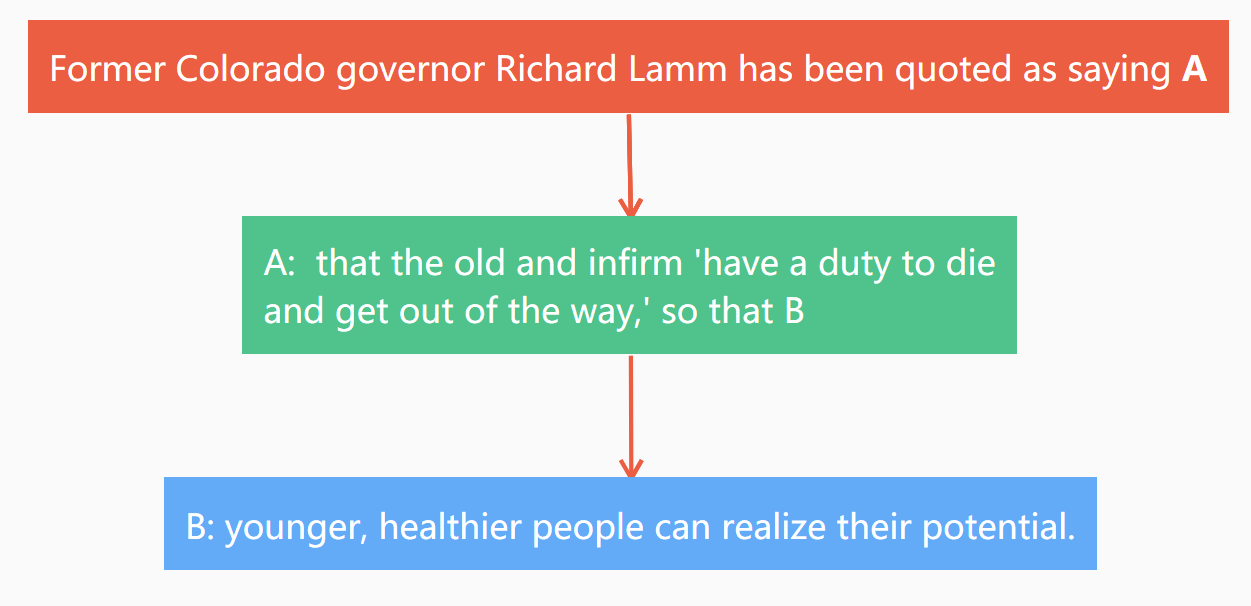 Former Colorado governor Richard Lamm has been quoted as saying A
A:  that the old and infirm 'have a duty to die
and get out of the way,' so that B
B: younger, healthier people can realize their potential.